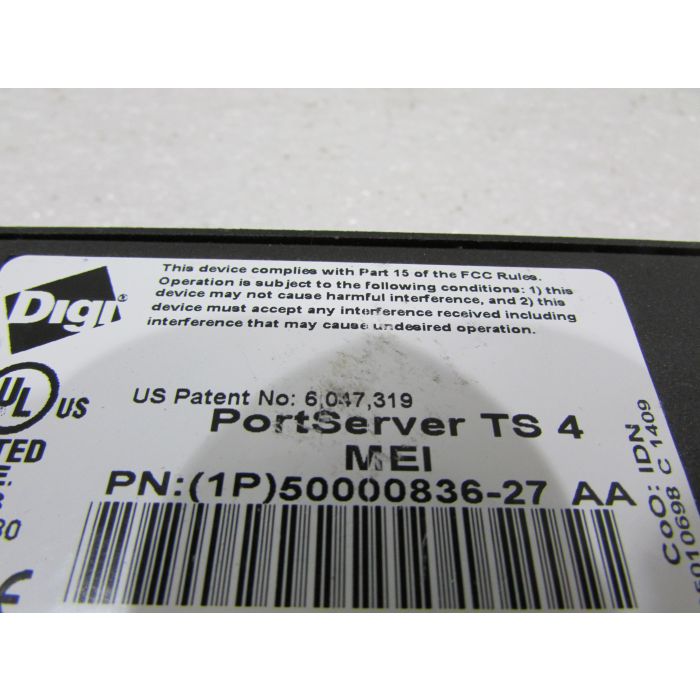 Digi®
This device complies with Part 15 of the FCC Rules.
Operation is subject to the following conditions: 1) this
device may not cause harmful interference, and 2) this
device must accept any interference received including
interference that may cause undesired operation.
UL US
US Patent No: 6,047,319
PortServer TS 4
MEI
PN:(1P)50000836-27 AA
CoO: IDN
C 1409